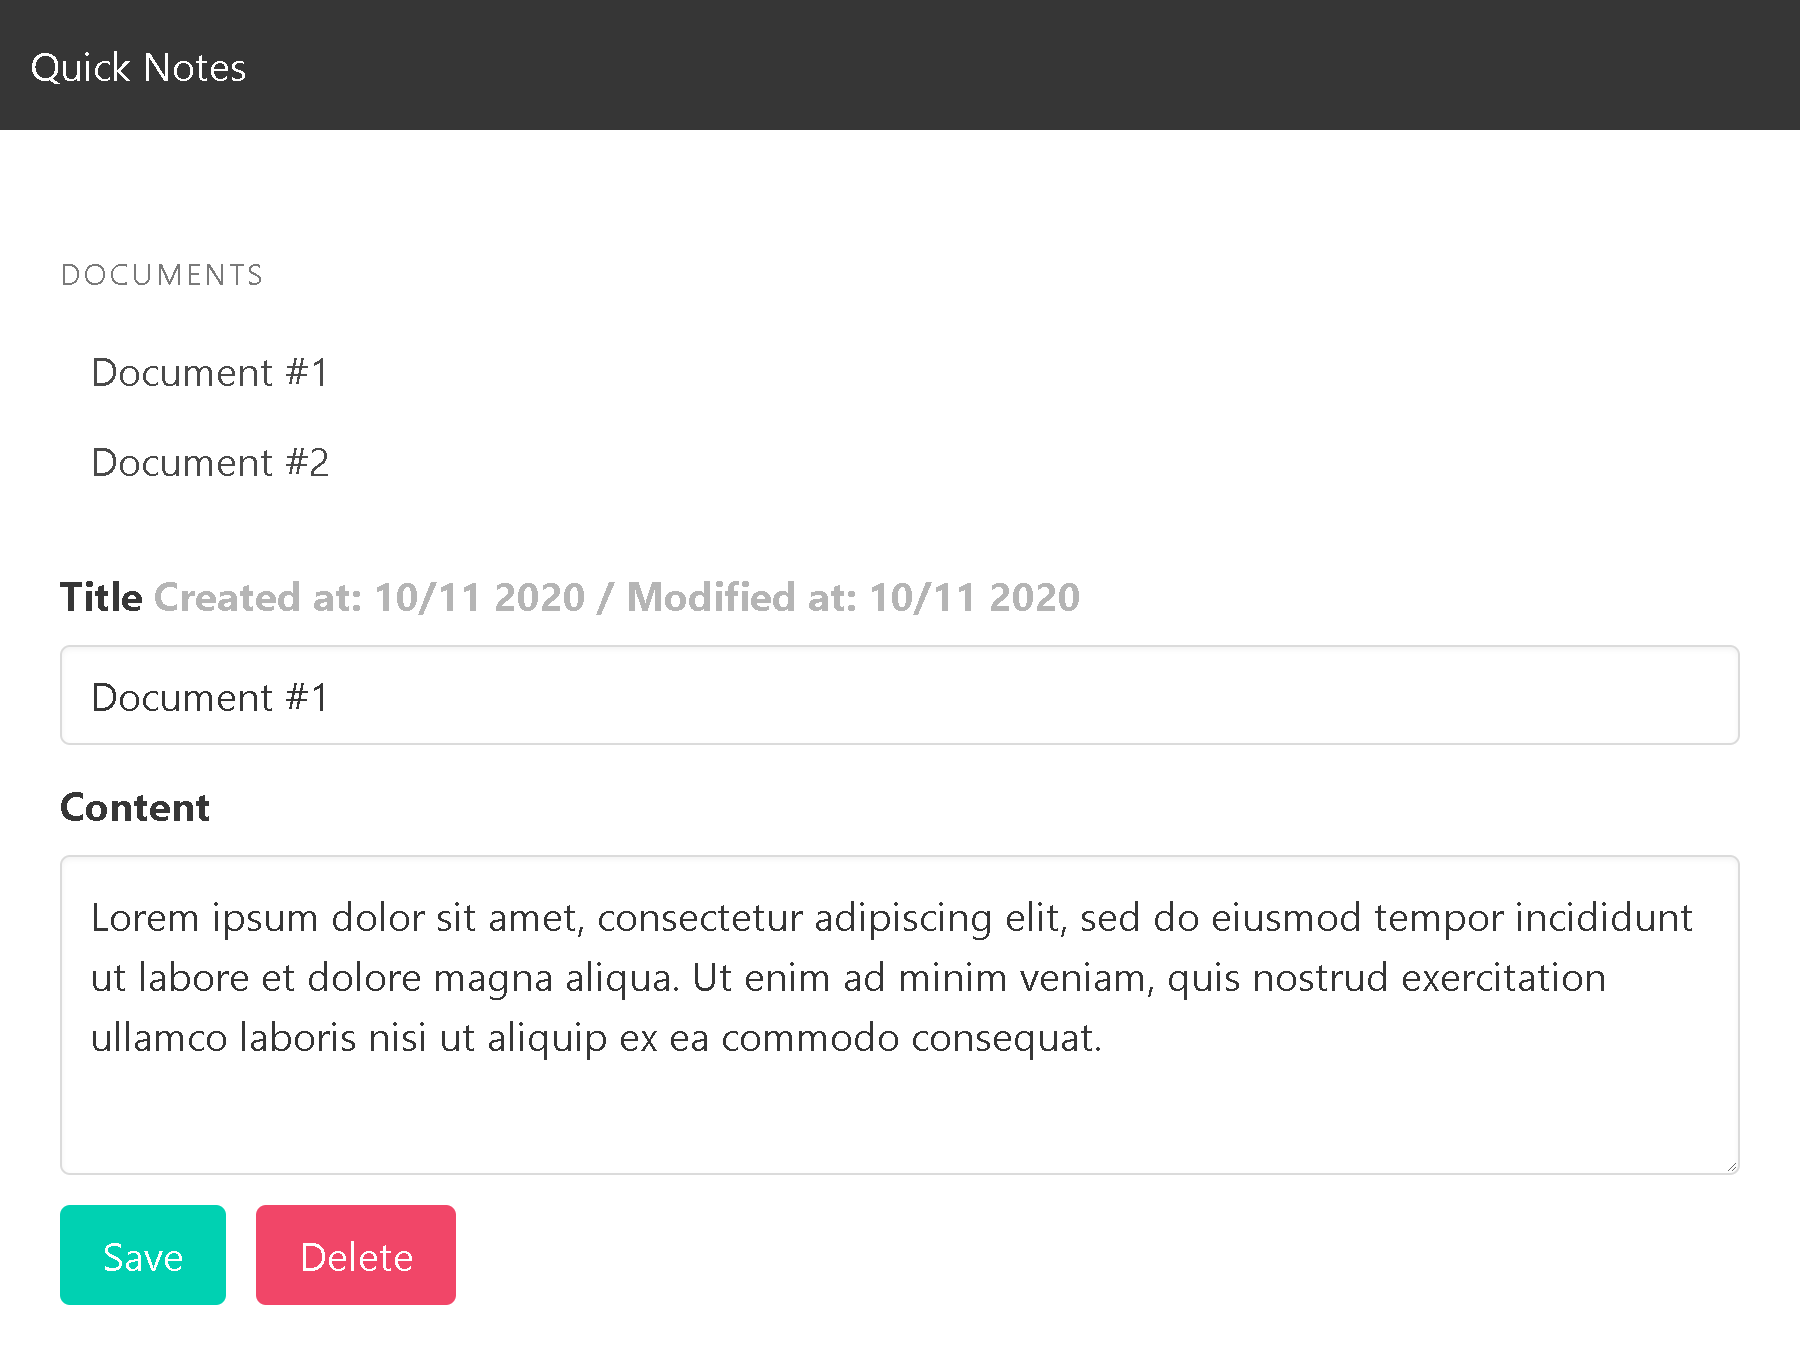 Quick Notes
DOCUMENTS
Document #1
Document #2
Title Created at: 10/11 2020 / Modified at: 10/11 2020
Document #1
Content
Lorem ipsum dolor sit amet, consectetur adipiscing elit, sed do eiusmod tempor incididunt
ut labore et dolore magna aliqua. Ut enim ad minim veniam, quis nostrud exercitation
ullamco laboris nisi ut aliquip ex ea commodo consequat.
Save Delete